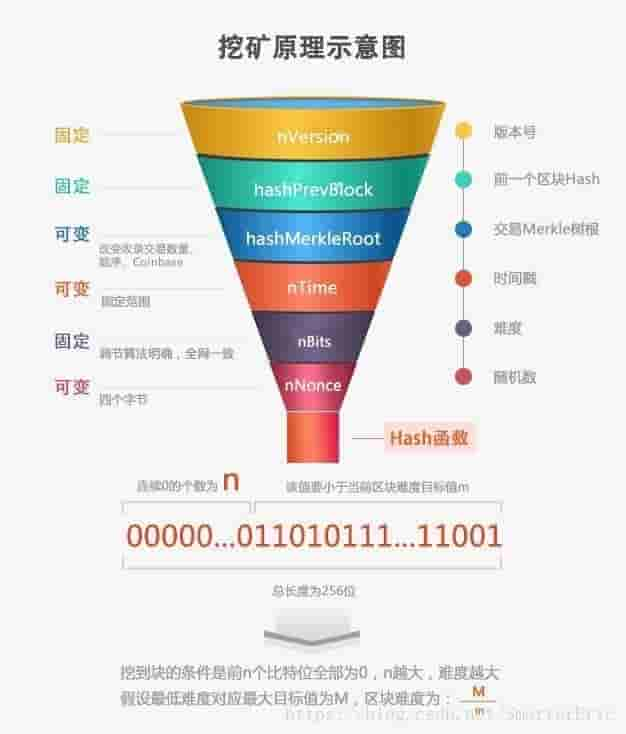 挖矿原理示意图
固定
nVersion
版本号
固定
hashPrevBlock
前一个区块Hash
可变
改变收录交易数量、
顺序、Coinbase
hashMerkleRoot
交易Merkle树根
可变
固定范围
nTime
时间戳
固定
调节算法明确，全网一致
nBits
难度
可变
四个字节
nNonce
随机数
Hash函数
连续0的个数为 n
该值要小于当前区块难度目标值m
00000...011010111...11001
总长度为256位
挖到块的条件是前n个比特位全部为0，n越大，难度越大
假设最低难度对应最大目标值为M，区块难度为：
M
m
https://blog.csdn.net/SmarterEric